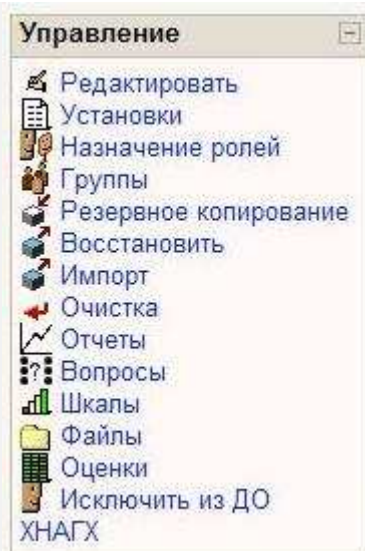 Управление
Редактировать
Установки
Назначение ролей
Группы
Резервное копирование
Восстановить
Импорт
Очистка
Отчеты
Вопросы
Шкалы
Файлы
Оценки
Исключить из ДО
ХНАГХ